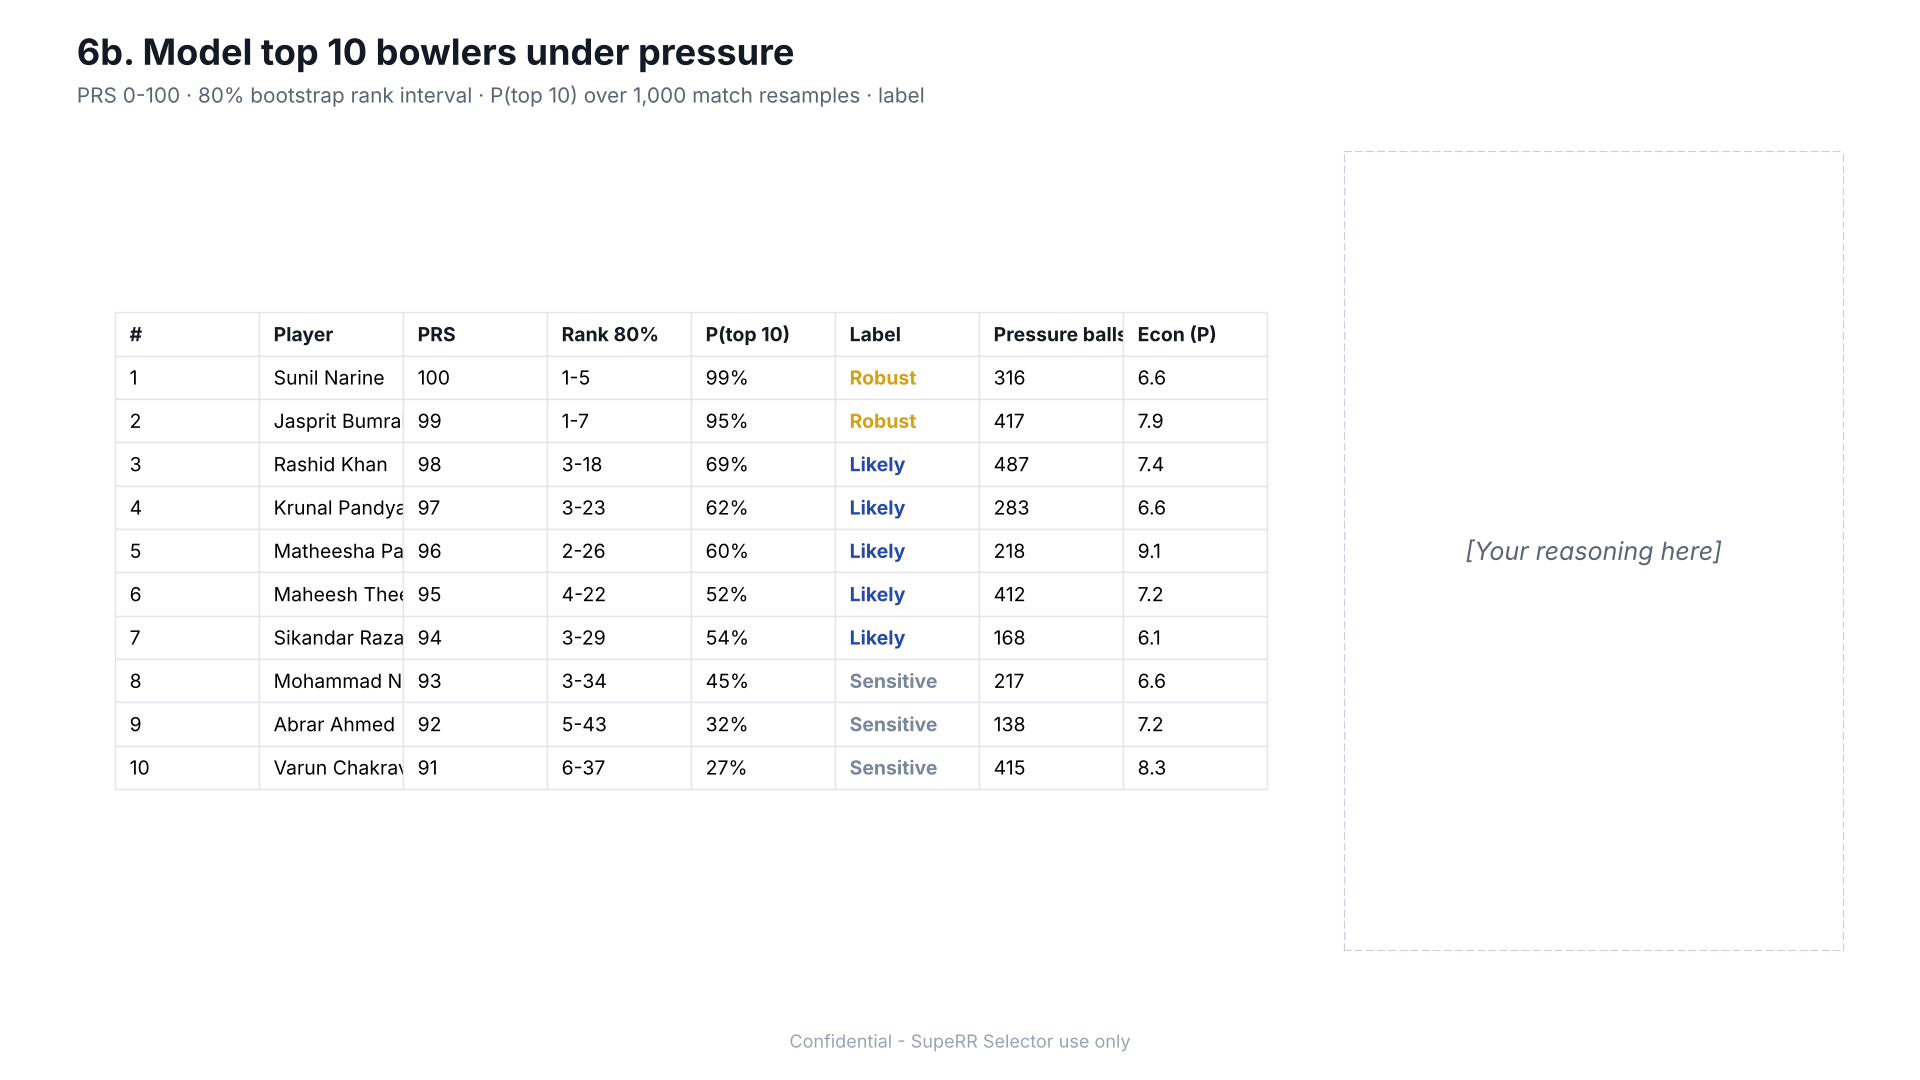 6b. Model top 10 bowlers under pressure
PRS 0-100 · 80% bootstrap rank interval · P(top 10) over 1,000 match resamples · label
# Player PRS Rank 80% P(top 10) Label Pressure balls Econ (P)
1 Sunil Narine 100 1-5 99% Robust 316 6.6
2 Jasprit Bumra 99 1-7 95% Robust 417 7.9
3 Rashid Khan 98 3-18 69% Likely 487 7.4
4 Krunal Pandya 97 3-23 62% Likely 283 6.6
5 Matheesha Pa 96 2-26 60% Likely 218 9.1
6 Maheesh Thee 95 4-22 52% Likely 412 7.2
7 Sikandar Raza 94 3-29 54% Likely 168 6.1
8 Mohammad N 93 3-34 45% Sensitive 217 6.6
9 Abrar Ahmed 92 5-43 32% Sensitive 138 7.2
10 Varun Chakrav 91 6-37 27% Sensitive 415 8.3
[Your reasoning here]
Confidential - SupeRR Selector use only